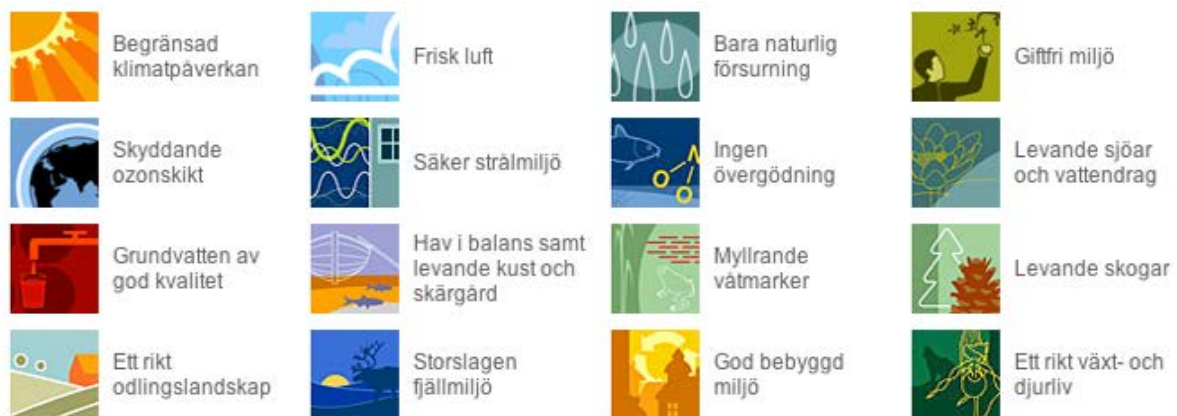 Begränsad
klimatpåverkan
Frisk luft
Bara naturlig
försurning
Giftfri miljö
Skyddande
ozonskikt
Säker strålmiljö
Ingen
övergödning
Levande sjöar
och vattendrag
Grundvatten av
god kvalitet
Hav i balans samt
levande kust och
skärgård
Myllrande
våtmarker
Levande skogar
Ett rikt
odlingslandskap
Storslagen
fjällmiljö
God bebyggd
miljö
Ett rikt växt- och
djurliv